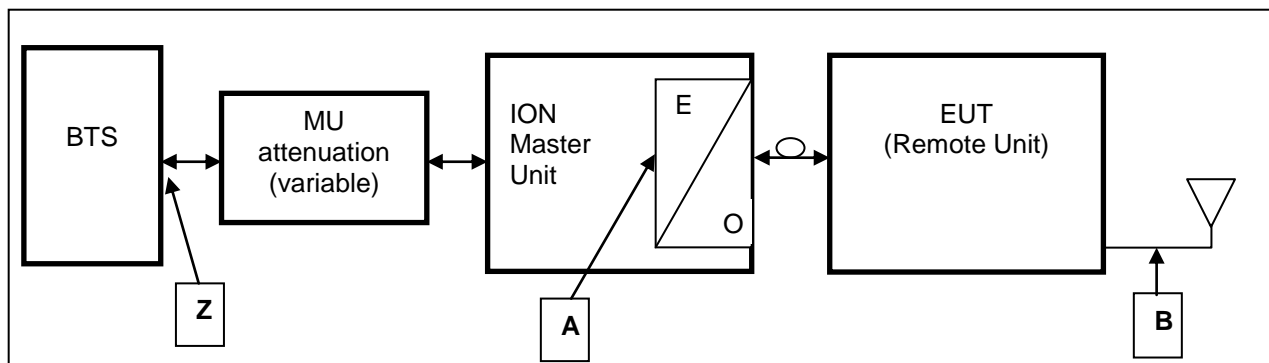 BTS
MU
attenuation
(variable)
ION
Master
Unit
E
O
EUT
(Remote Unit)
Z
A
B